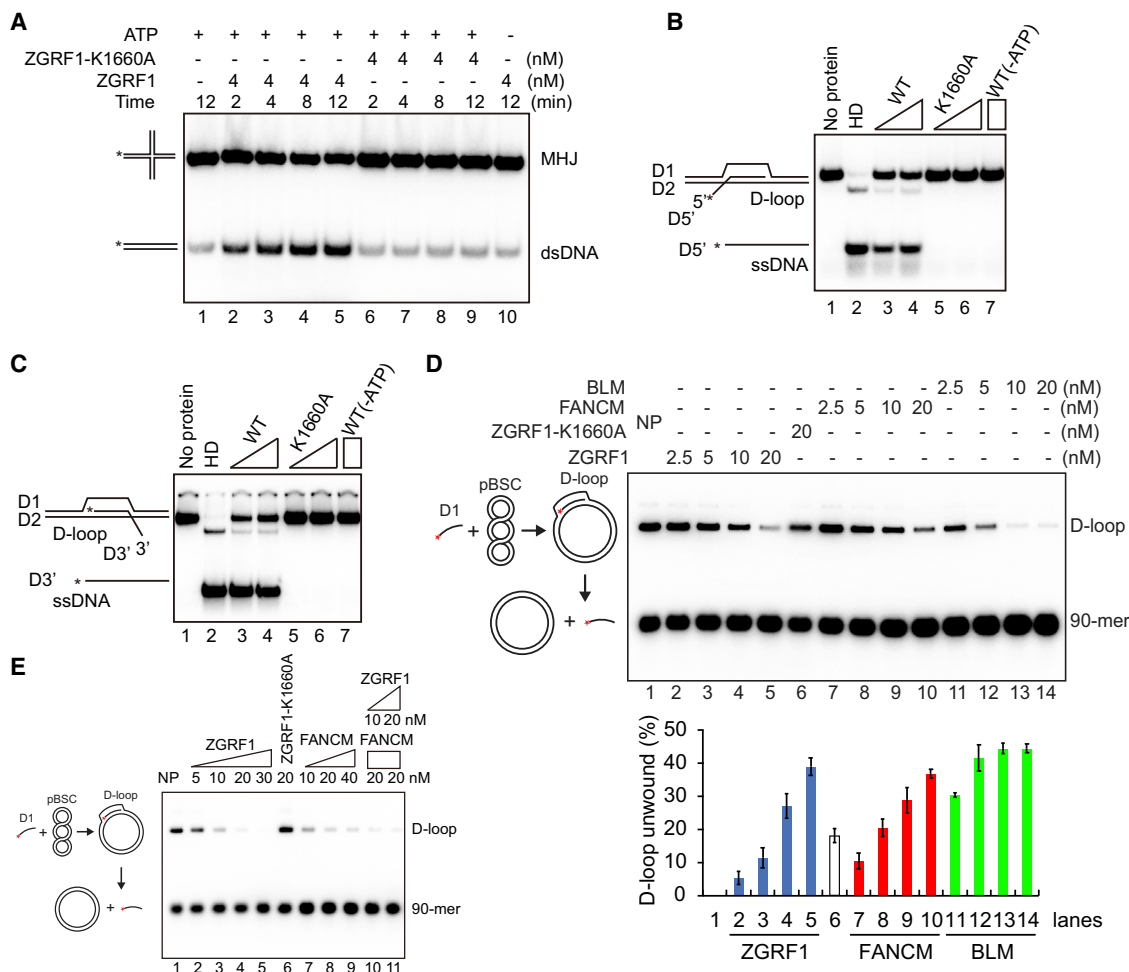 A
ATP + + + + + + + + + -
ZGRF1-K1660A - - - - - 4 4 4 4 - (nM)
ZGRF1 - 4 4 4 4 - - - - 4 (nM)
Time 12 2 4 8 12 2 4 8 12 12 (min)
* MHJ
* dsDNA
1 2 3 4 5 6 7 8 9 10
B
No protein HD WT K1660A WT(-ATP)
D1
D2
5'* D-loop
D5'
D5' *
ssDNA
1 2 3 4 5 6 7
C
No protein HD WT K1660A WT(-ATP)
D1
D2 *
D-loop
D3' 3'
D3' *
ssDNA
1 2 3 4 5 6 7
D
BLM - - - - - - - - - 2.5 5 10 20 (nM)
FANCM - - - - - 2.5 5 10 20 - - - - (nM)
ZGRF1-K1660A NP - - - - 20 - - - - - - - - (nM)
ZGRF1 2.5 5 10 20 - - - - - - - - - (nM)
D1 + pBSC D-loop
D-loop
+
90-mer
1 2 3 4 5 6 7 8 9 10 11 12 13 14
D-loop unwound (%)
50
40
30
20
10
0
1 2 3 4 5 6 7 8 9 10 11 12 13 14 lanes
ZGRF1 FANCM BLM
E
ZGRF1-K1660A
ZGRF1
10 20 nM
ZGRF1 FANCM FANCM
NP 5 10 20 30 20 10 20 40 20 20 nM
D1 + pBSC D-loop
D-loop
+
90-mer
1 2 3 4 5 6 7 8 9 10 11